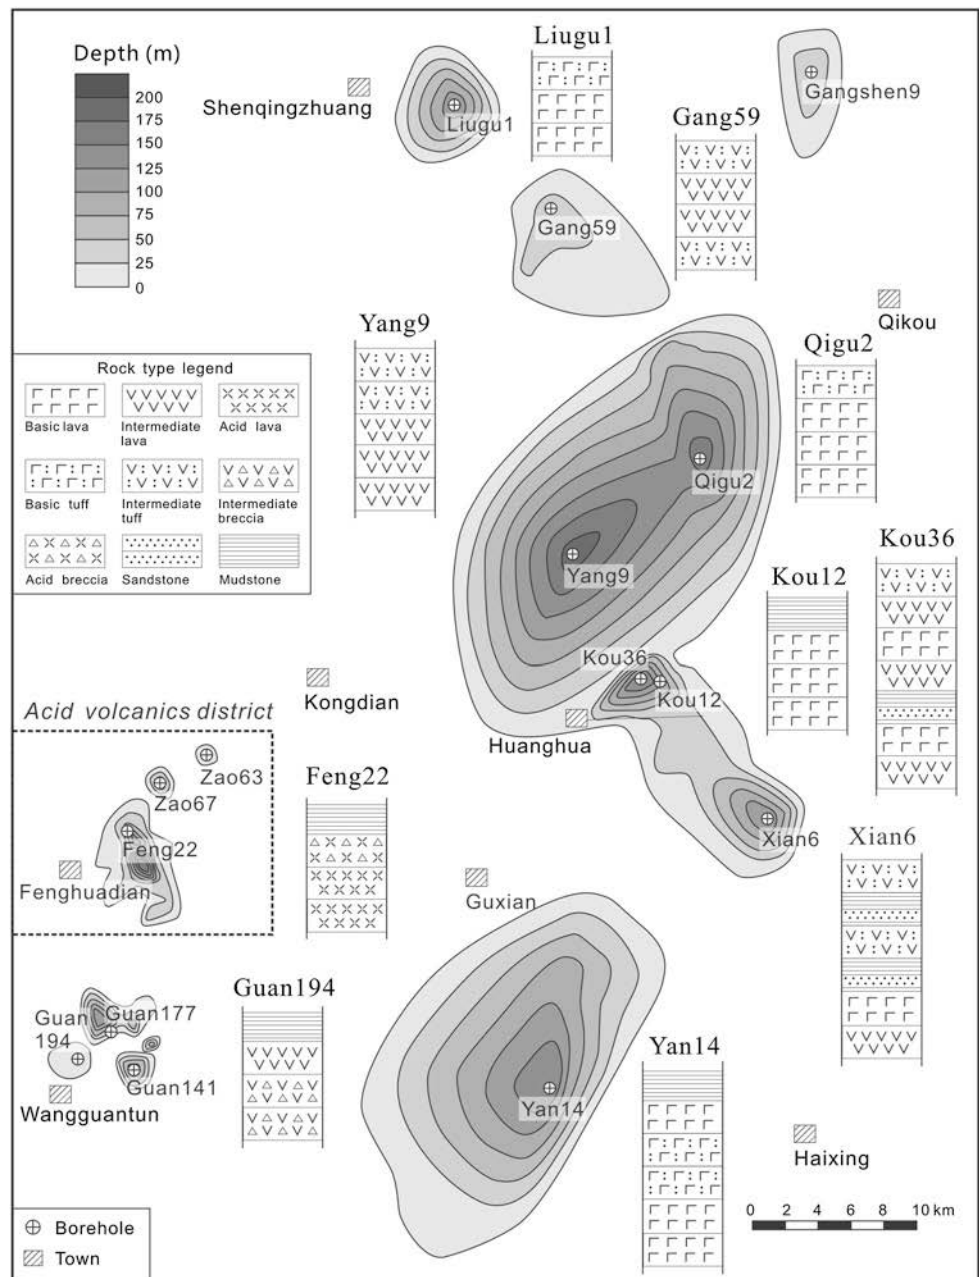 Depth (m)
200
175
150
125
100
75
50
25
0
Shenqingzhuang
Liugu1
Liugu1
Gangshen9
Gang59
Gang59
Qikou
Yang9
Qigu2
Rock type legend
Basic lava
Intermediate
lava
Acid lava
Basic tuff
Intermediate
tuff
Intermediate
breccia
Acid breccia
Sandstone
Mudstone
Qigu2
Yang9
Kou36
Kou12
Kou36
Kou12
Kongdian
Huanghua
Acid volcanics district
Zao63
Zao67
Feng22
Feng22
Fenghuadian
Xian6
Xian6
Guxian
Guan194
Guan177
Guan
194
Guan141
Wangguantun
Yan14
Yan14
Haixing
0 2 4 6 8 10 km
Borehole
Town